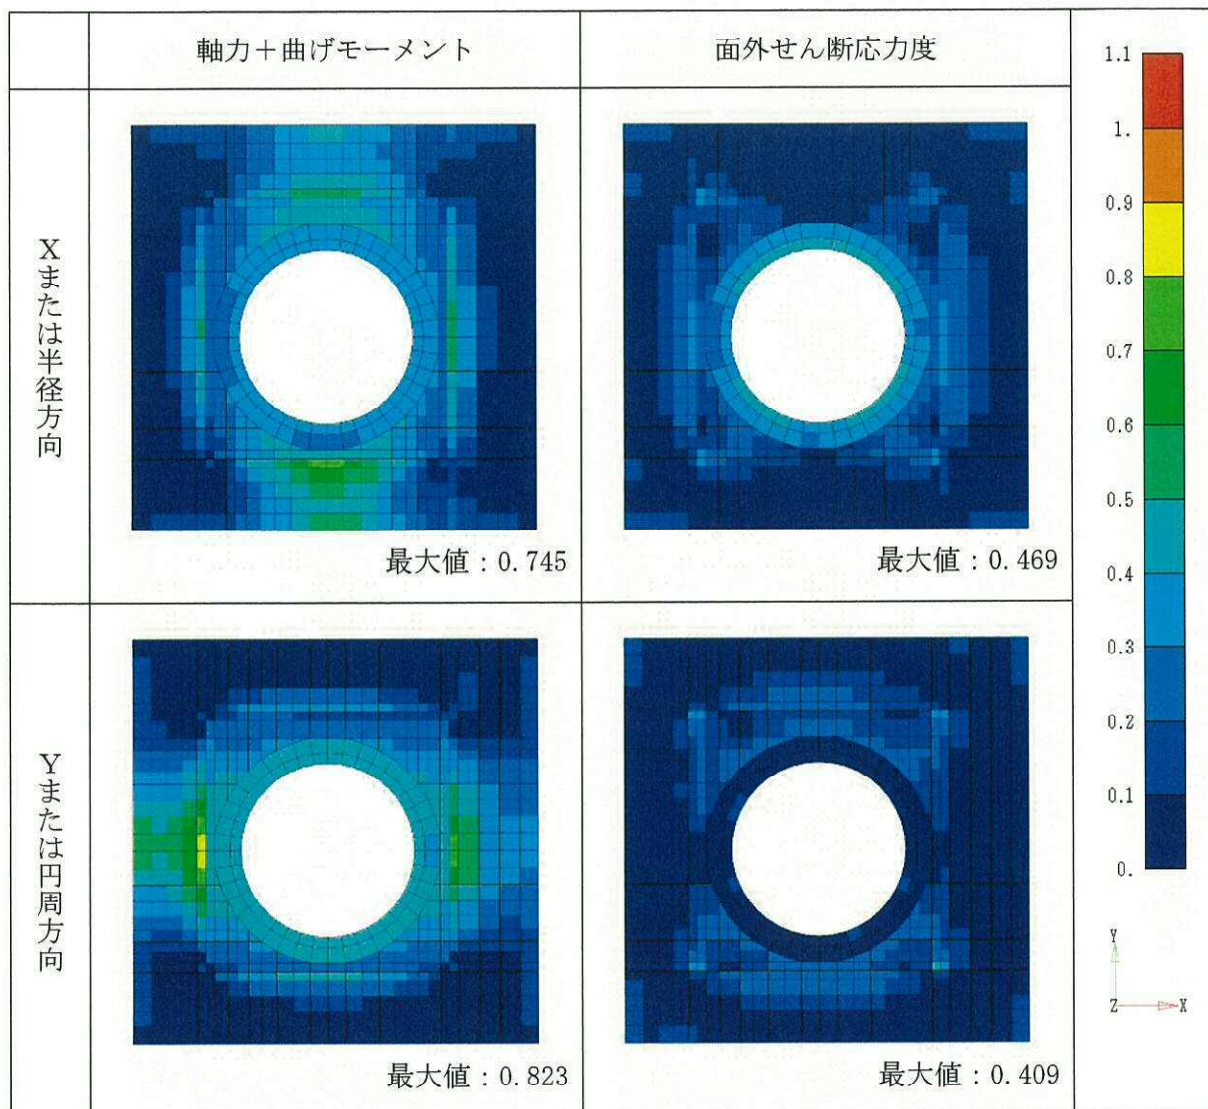 軸力＋曲げモーメント
面外せん断応力度
Xまたは半径方向
最大値：0.745
最大値：0.469
Yまたは円周方向
最大値：0.823
最大値：0.409
1.1
1.
0.9
0.8
0.7
0.6
0.5
0.4
0.3
0.2
0.1
0.
Y
Z
X